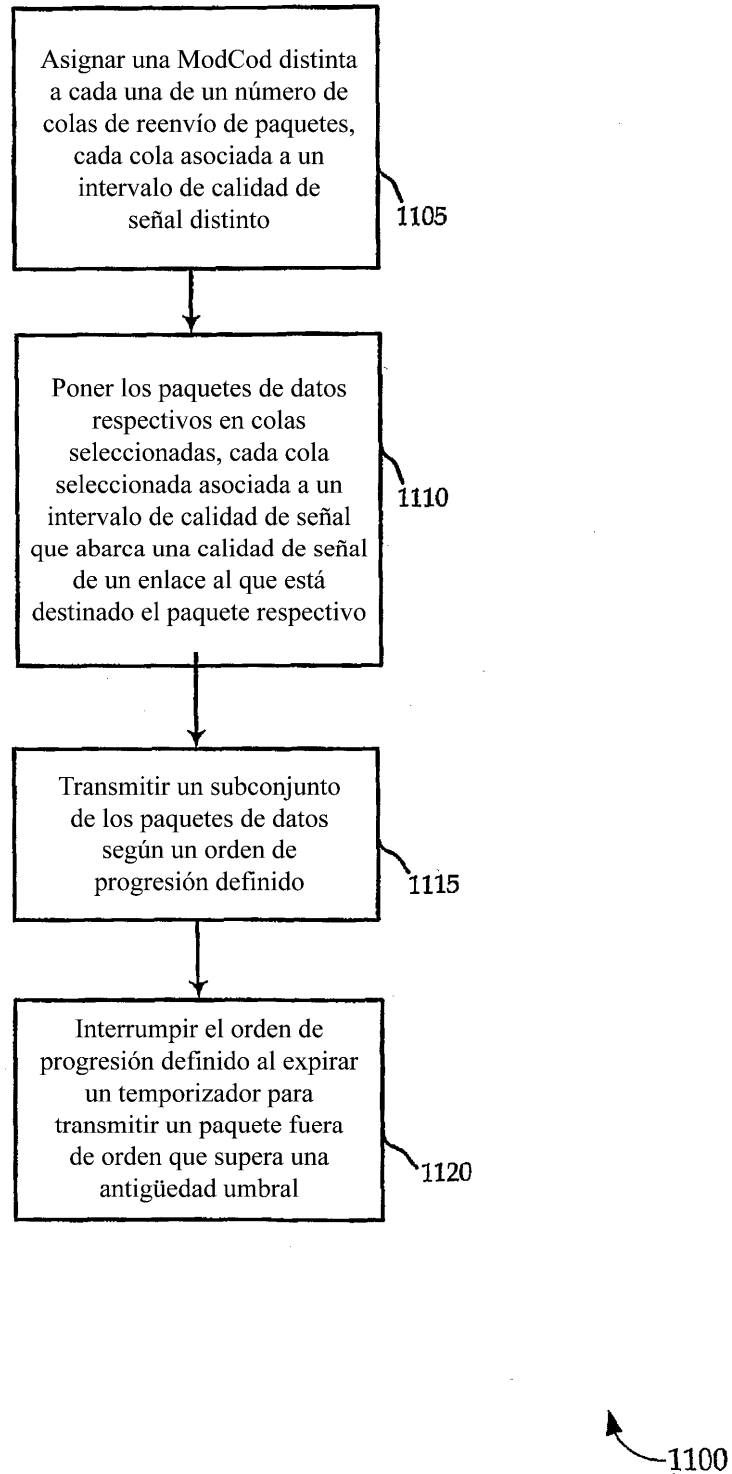 Asignar una ModCod distinta
a cada una de un número de
colas de reenvío de paquetes,
cada cola asociada a un
intervalo de calidad de
señal distinto
1105
Poner los paquetes de datos
respectivos en colas
seleccionadas, cada cola
seleccionada asociada a un
intervalo de calidad de señal
que abarca una calidad de señal
de un enlace al que está
destinado el paquete respectivo
1110
Transmitir un subconjunto
de los paquetes de datos
según un orden de
progresión definido
1115
Interrumpir el orden de
progresión definido al expirar
un temporizador para
transmitir un paquete fuera
de orden que supera una
antigüedad umbral
1120
1100